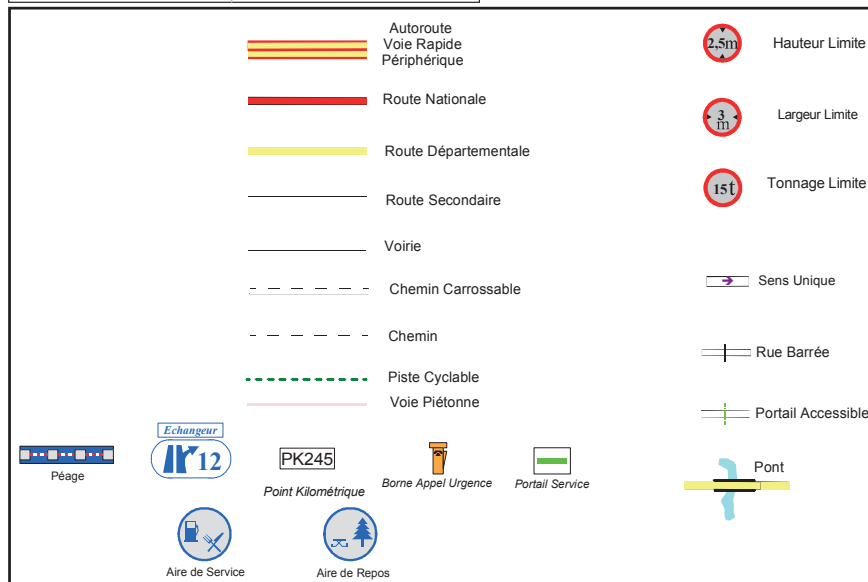 Autoroute
Voie Rapide
Périphérique
Route Nationale
Route Départementale
Route Secondaire
Voirie
Chemin Carrossable
Chemin
Piste Cyclable
Voie Piétonne
2,5m
Hauteur Limite
3
m
Largeur Limite
15t
Tonnage Limite
Sens Unique
Rue Barrée
Portail Accessible
Pont
Péage
Echangeur
12
PK245
Point Kilométrique
Borne Appel Urgence
Portail Service
Aire de Service
Aire de Repos